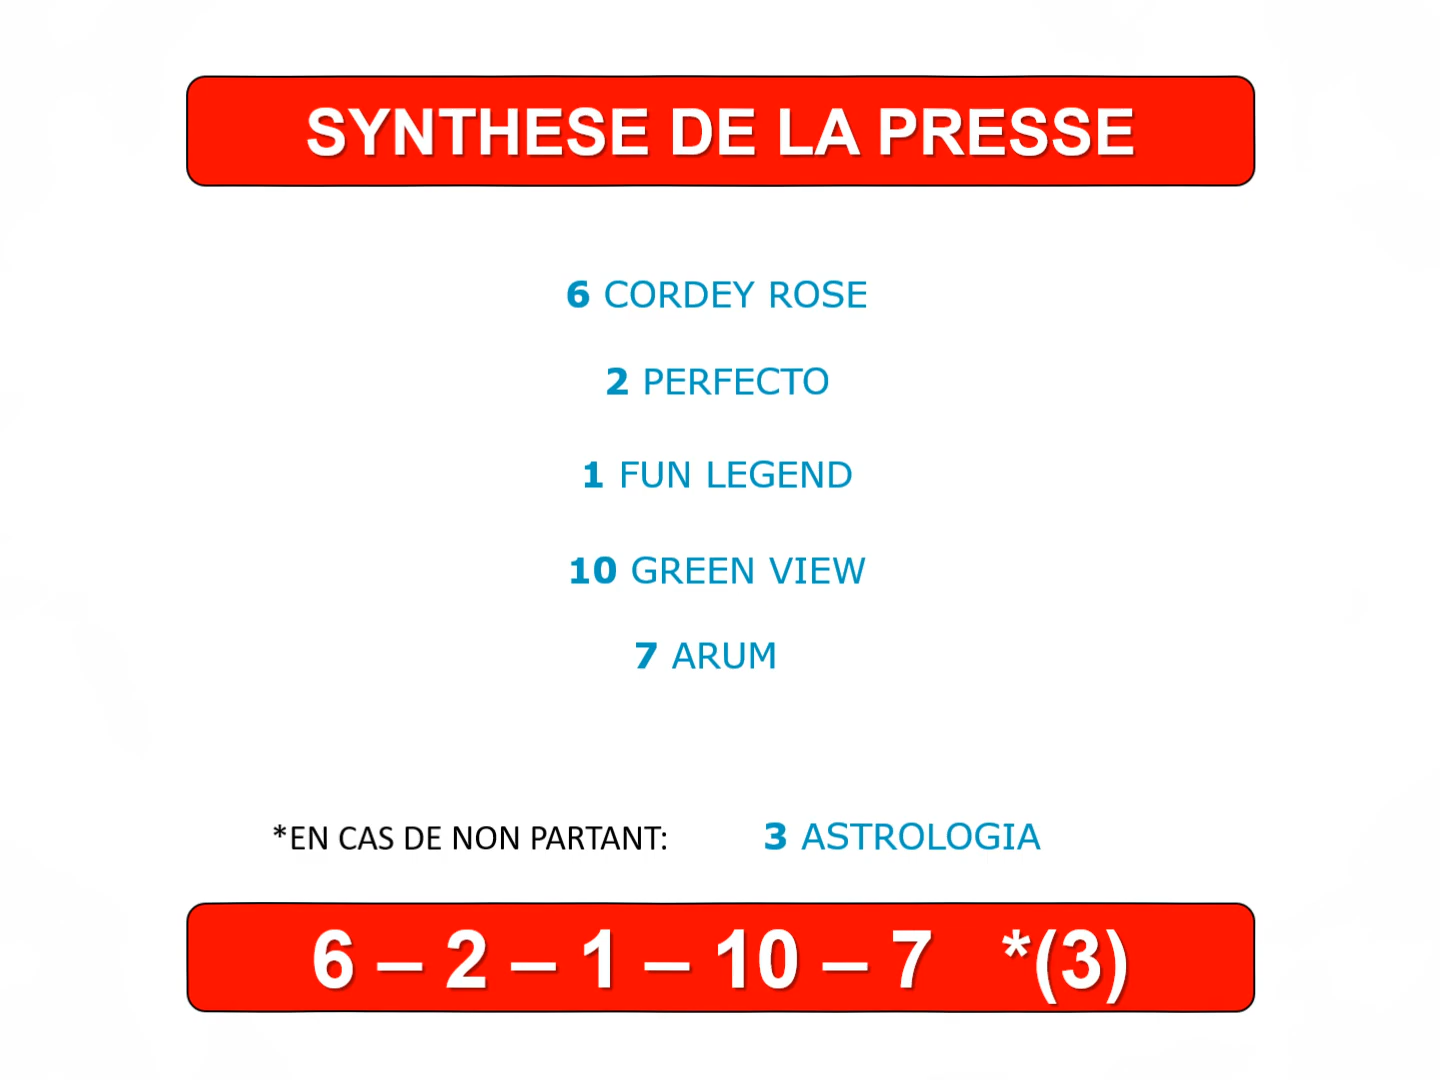 SYNTHESE DE LA PRESSE
6 CORDEY ROSE
2 PERFECTO
1 FUN LEGEND
10 GREEN VIEW
7 ARUM
*EN CAS DE NON PARTANT: 3 ASTROLOGIA
6 – 2 – 1 – 10 – 7 *(3)